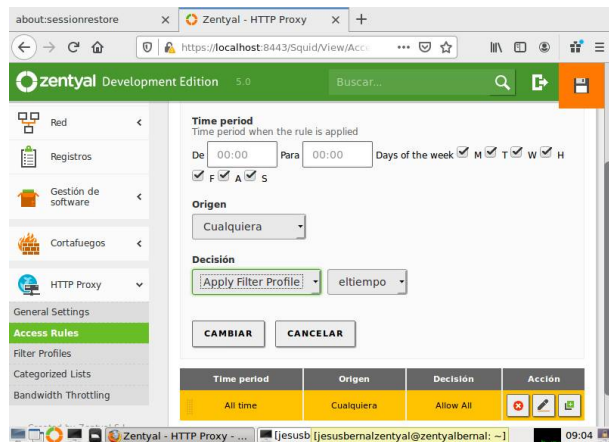 about:sessionrestore
Zentyal - HTTP Proxy
https://localhost:8443/Squid/View/Acce
zentyal Development Edition 5.0
Buscar...
Red
Registros
Gestión de software
Cortafuegos
HTTP Proxy
General Settings
Access Rules
Filter Profiles
Categorized Lists
Bandwidth Throttling
Time period
Time period when the rule is applied
De 00:00 Para 00:00 Days of the week M T W H
F A S
Origen
Cualquiera
Decisión
Apply Filter Profile eltiempo
CAMBIAR CANCELAR
Time period Origen Decisión Acción
All time Cualquiera Allow All
Zentyal - HTTP Proxy - ...
[jesusb
[jesusbernalzentyal@zentyalbernal: ~]
09:04